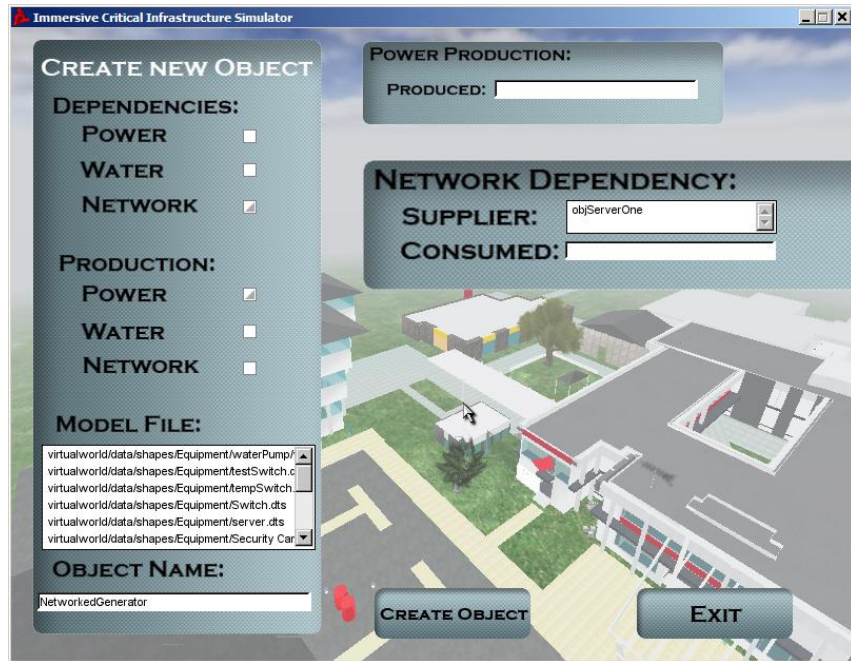 Immersive Critical Infrastructure Simulator
CREATE NEW OBJECT
DEPENDENCIES:
POWER
WATER
NETWORK
PRODUCTION:
POWER
WATER
NETWORK
MODEL FILE:
virtualworld/data/shapes/Equipment/waterPump/
virtualworld/data/shapes/Equipment/testSwitch.
virtualworld/data/shapes/Equipment/tempSwitch.
virtualworld/data/shapes/Equipment/Switch.dts
virtualworld/data/shapes/Equipment/server.dts
virtualworld/data/shapes/Equipment/Security Car
OBJECT NAME:
NetworkedGenerator
POWER PRODUCTION:
PRODUCED:
NETWORK DEPENDENCY:
SUPPLIER:
objServerOne
CONSUMED:
CREATE OBJECT
EXIT